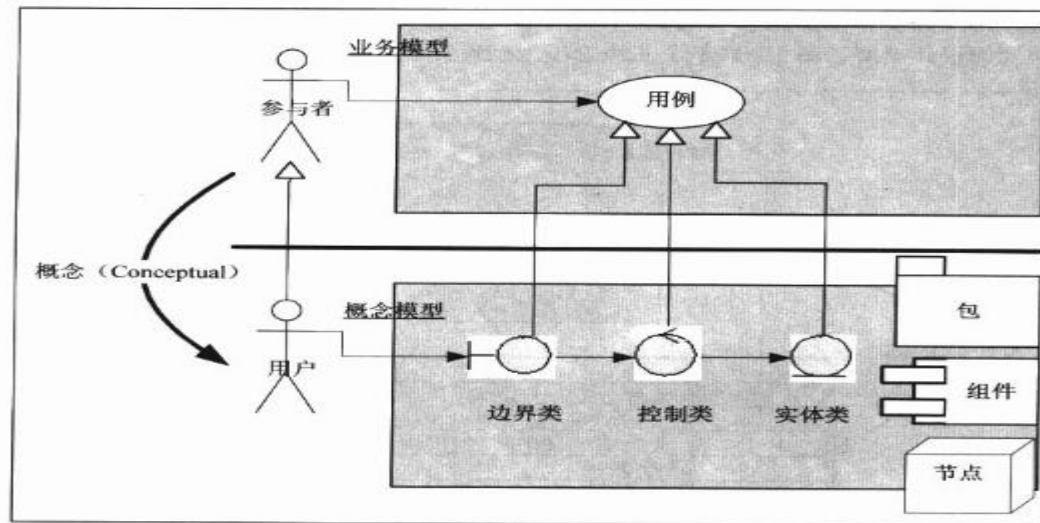 业务模型
参与者
用例
概念（Conceptual）
概念模型
用户
边界类
控制类
实体类
包
组件
节点